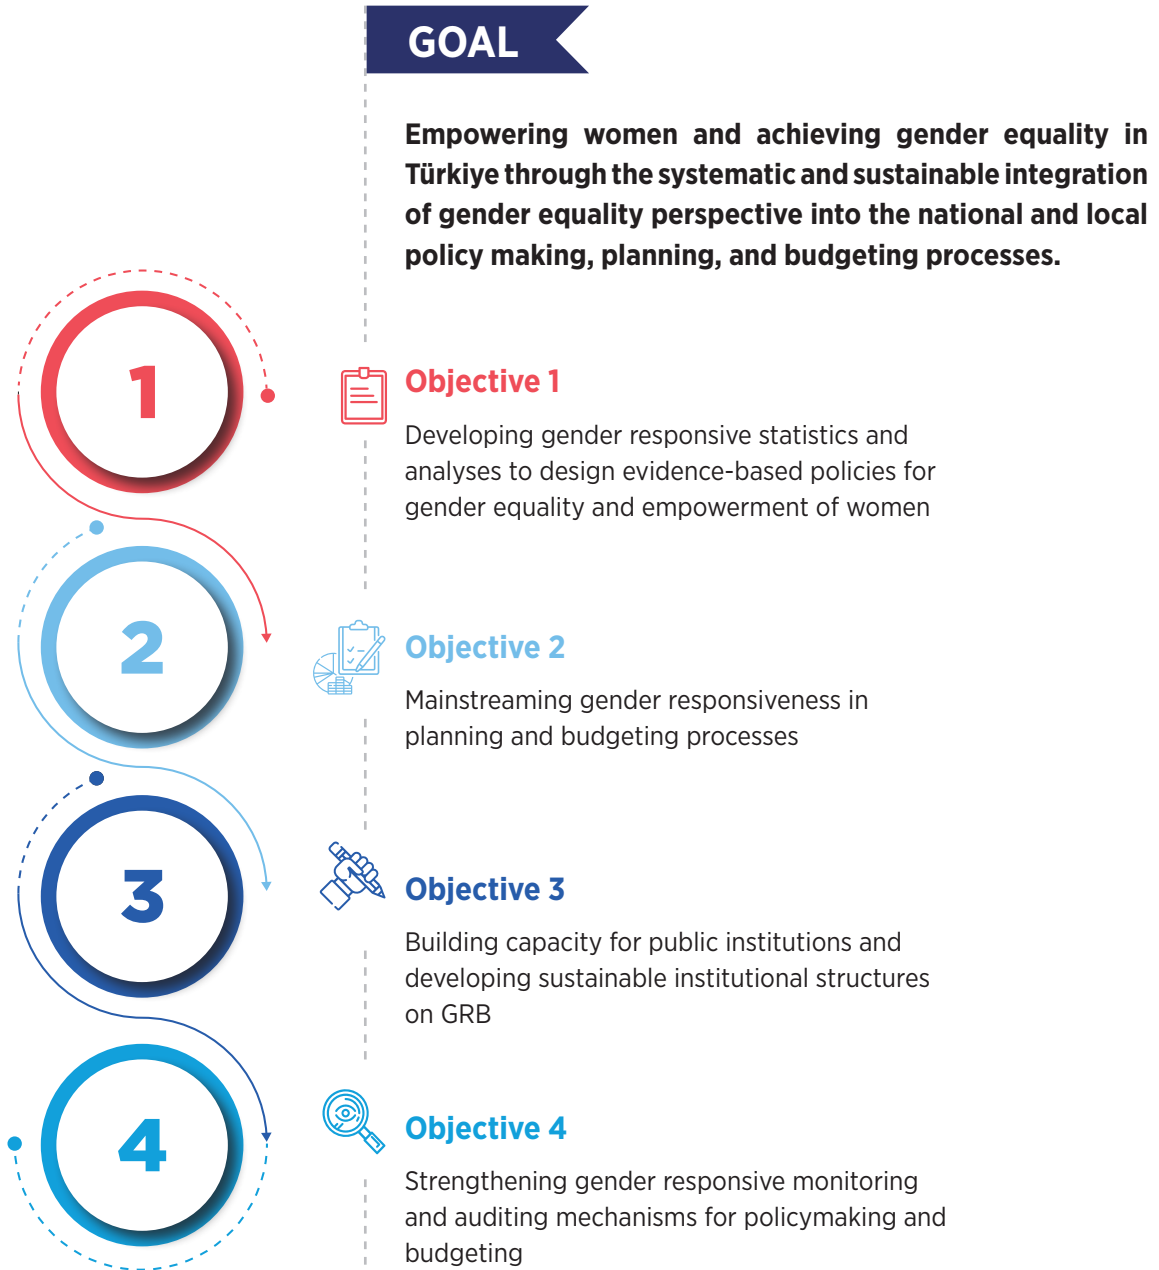 GOAL
Empowering women and achieving gender equality in
Türkiye through the systematic and sustainable integration
of gender equality perspective into the national and local
policy making, planning, and budgeting processes.
1
Objective 1
Developing gender responsive statistics and
analyses to design evidence-based policies for
gender equality and empowerment of women
2
Objective 2
Mainstreaming gender responsiveness in
planning and budgeting processes
3
Objective 3
Building capacity for public institutions and
developing sustainable institutional structures
on GRB
4
Objective 4
Strengthening gender responsive monitoring
and auditing mechanisms for policymaking and
budgeting